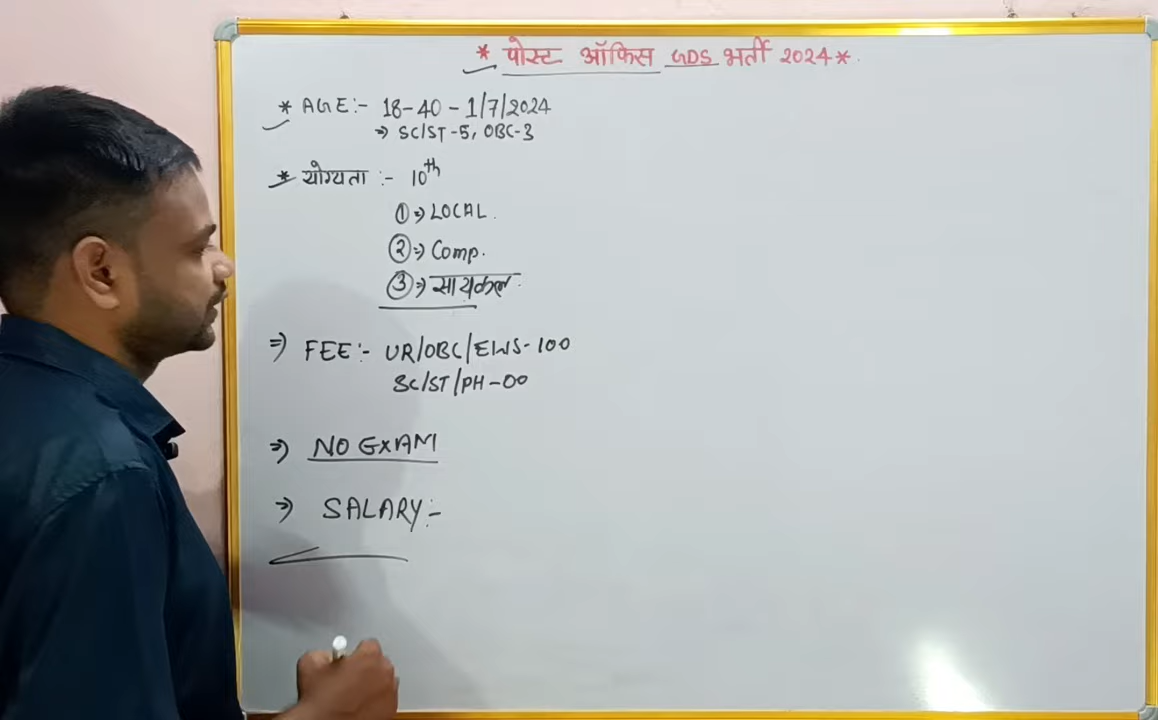 * पोस्ट ऑफिस GDS भर्ती 2024*
* AGE:- 18-40 - 1/7/2024
⇒ SC/ST-5, OBC-3
* योग्यता :- 10th
① ⇒ LOCAL.
② ⇒ Comp.
③ ⇒ सायकल
⇒ FEE:- UR/OBC/EWS-100
SC/ST/PH-00
⇒ NO EXAM
⇒ SALARY:-